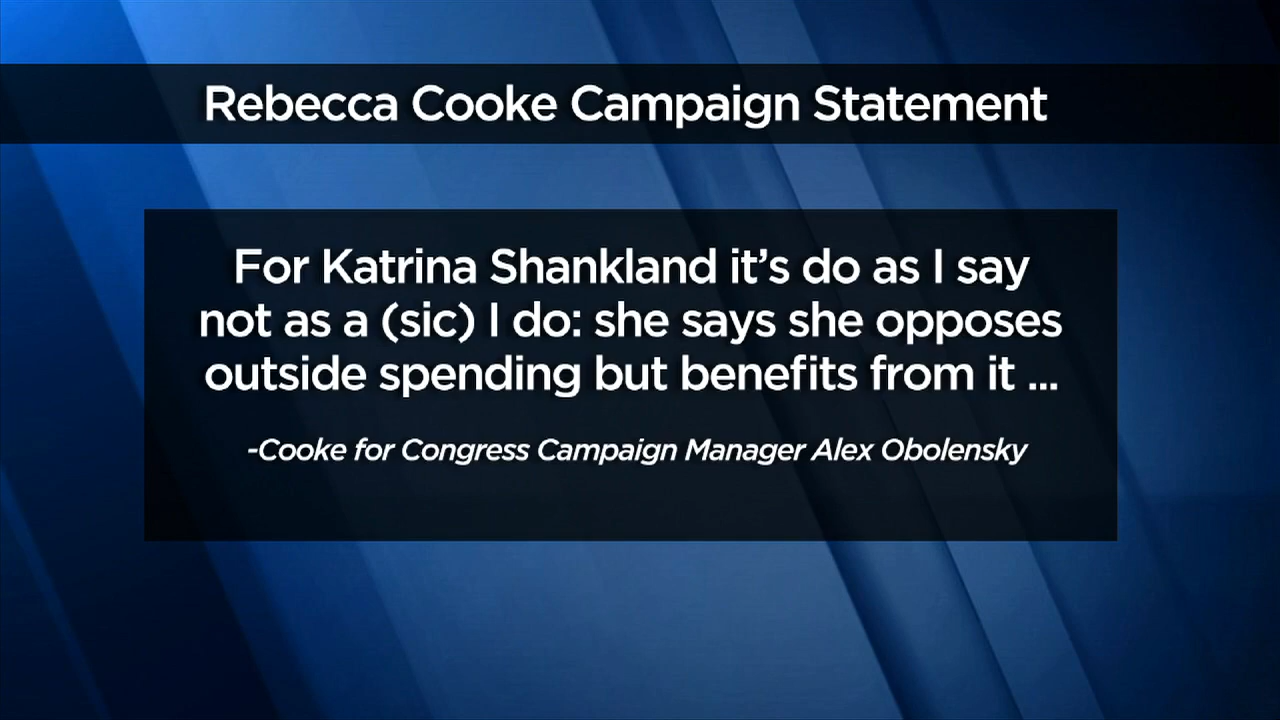 Rebecca Cooke Campaign Statement
For Katrina Shankland it’s do as I say
not as a (sic) I do: she says she opposes
outside spending but benefits from it ...
-Cooke for Congress Campaign Manager Alex Obolensky